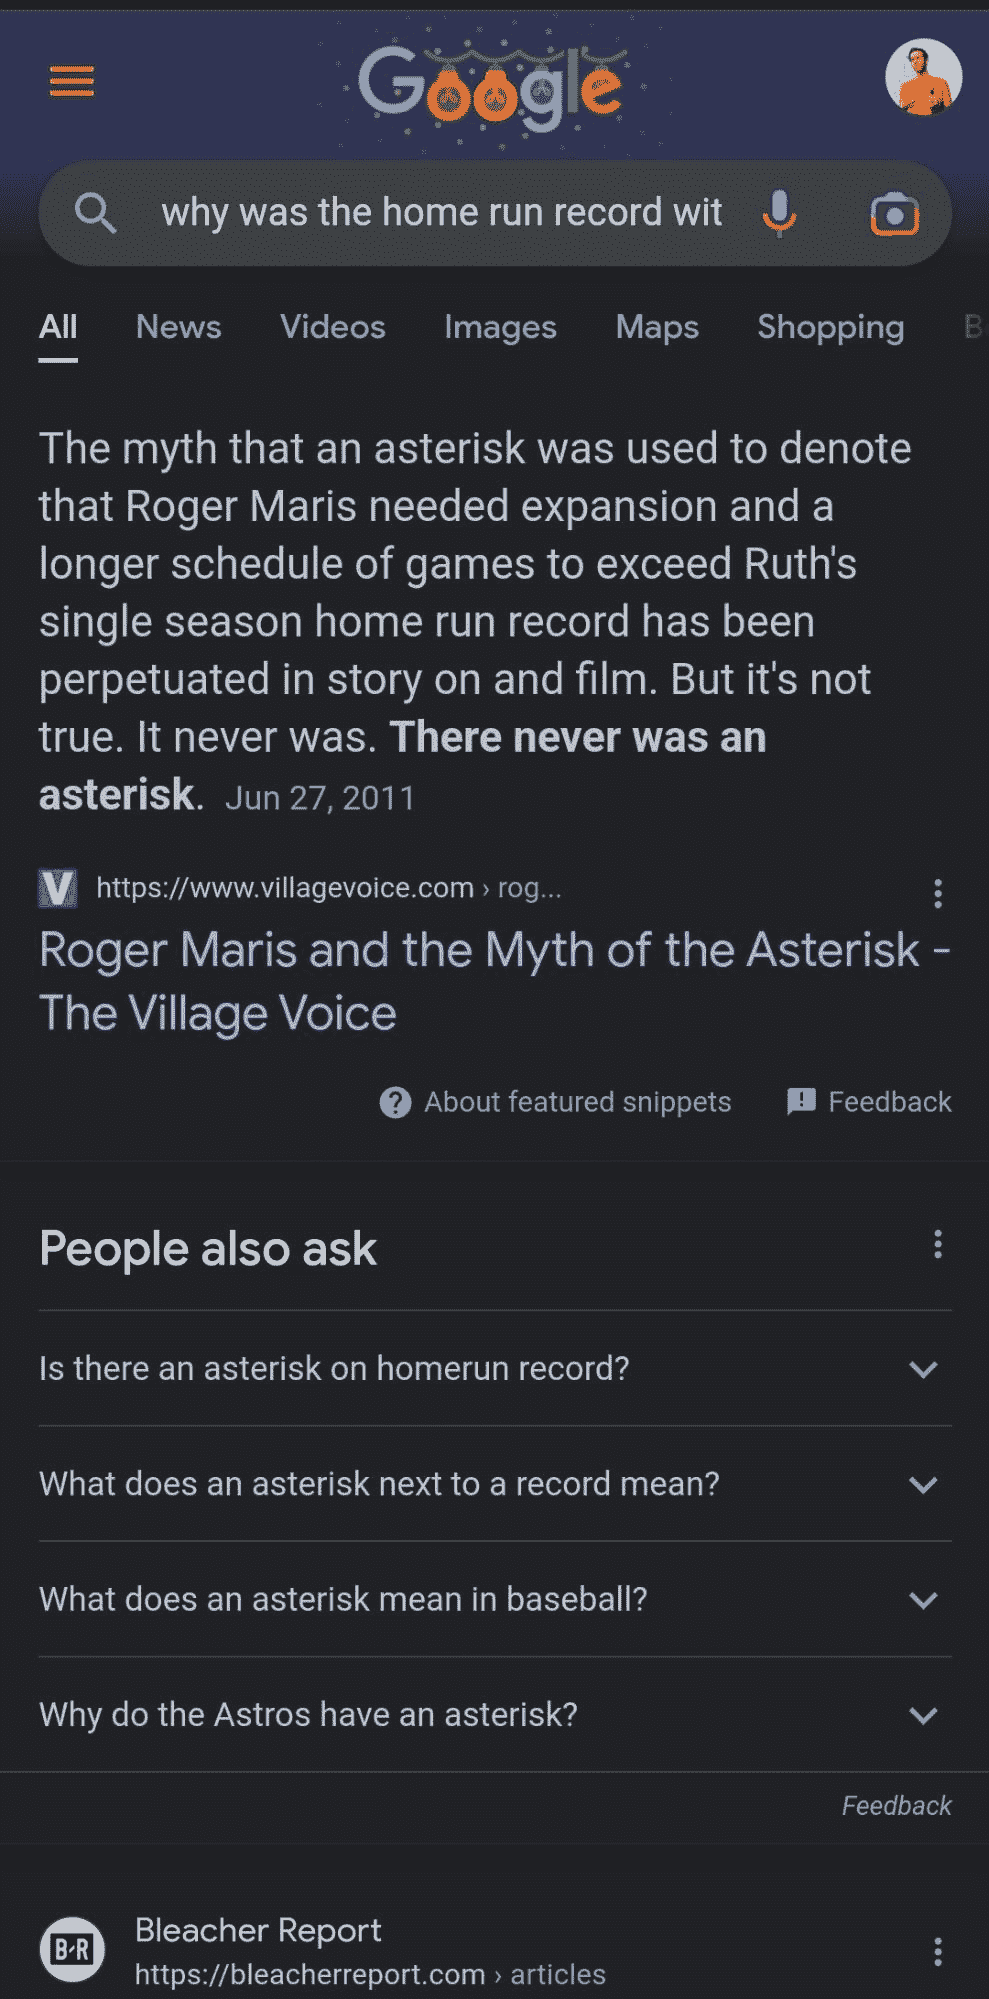 Google
why was the home run record wit
All News Videos Images Maps Shopping B
The myth that an asterisk was used to denote
that Roger Maris needed expansion and a
longer schedule of games to exceed Ruth's
single season home run record has been
perpetuated in story on and film. But it's not
true. It never was. There never was an
asterisk. Jun 27, 2011
V https://www.villagevoice.com › rog...
Roger Maris and the Myth of the Asterisk -
The Village Voice
About featured snippets Feedback
People also ask
Is there an asterisk on homerun record?
What does an asterisk next to a record mean?
What does an asterisk mean in baseball?
Why do the Astros have an asterisk?
Feedback
B/R Bleacher Report
https://bleacherreport.com › articles